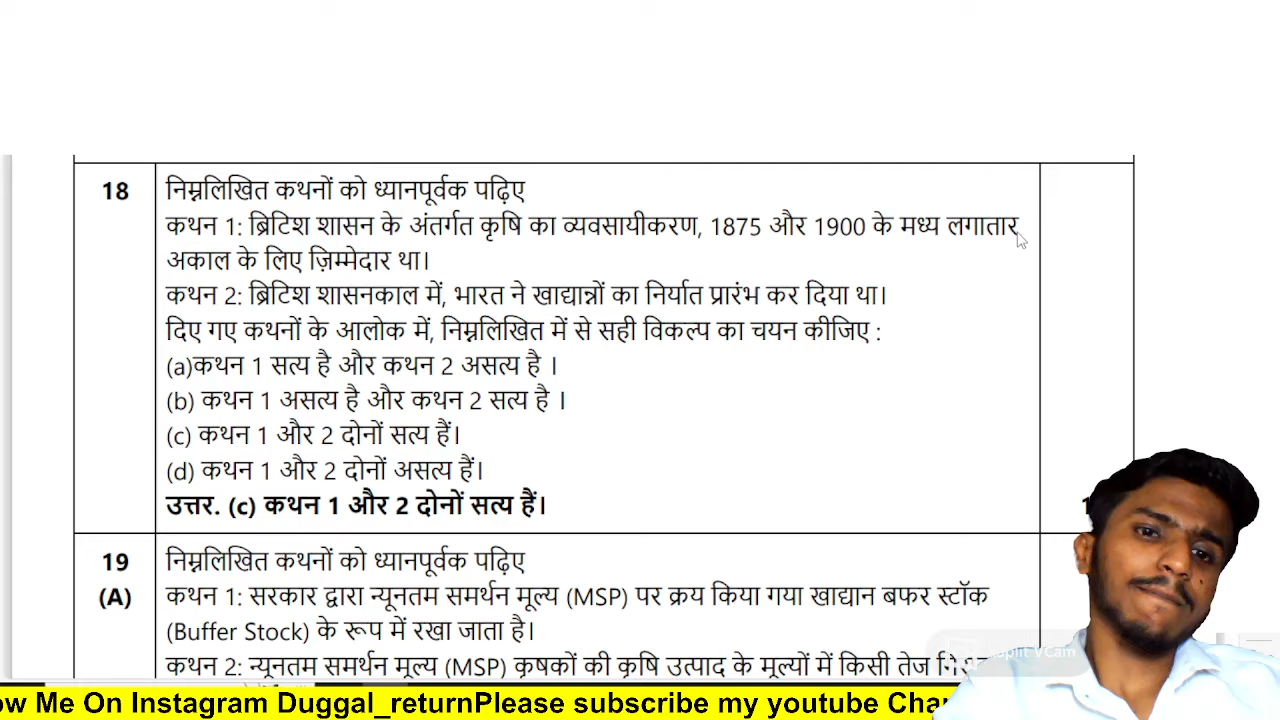 18
निम्नलिखित कथनों को ध्यानपूर्वक पढ़िए
कथन 1: ब्रिटिश शासन के अंतर्गत कृषि का व्यवसायीकरण, 1875 और 1900 के मध्य लगातार
अकाल के लिए ज़िम्मेदार था।
कथन 2: ब्रिटिश शासनकाल में, भारत ने खाद्यान्नों का निर्यात प्रारंभ कर दिया था।
दिए गए कथनों के आलोक में, निम्नलिखित में से सही विकल्प का चयन कीजिए :
(a)कथन 1 सत्य है और कथन 2 असत्य है ।
(b) कथन 1 असत्य है और कथन 2 सत्य है ।
(c) कथन 1 और 2 दोनों सत्य हैं।
(d) कथन 1 और 2 दोनों असत्य हैं।
उत्तर. (c) कथन 1 और 2 दोनों सत्य हैं।
19
(A)
निम्नलिखित कथनों को ध्यानपूर्वक पढ़िए
कथन 1: सरकार द्वारा न्यूनतम समर्थन मूल्य (MSP) पर क्रय किया गया खाद्यान बफर स्टॉक
(Buffer Stock) के रूप में रखा जाता है।
कथन 2: न्यूनतम समर्थन मूल्य (MSP) कृषकों की कृषि उत्पाद के मूल्यों में किसी तेज
XSplit VCam
ow Me On Instagram Duggal_returnPlease subscribe my youtube Cha